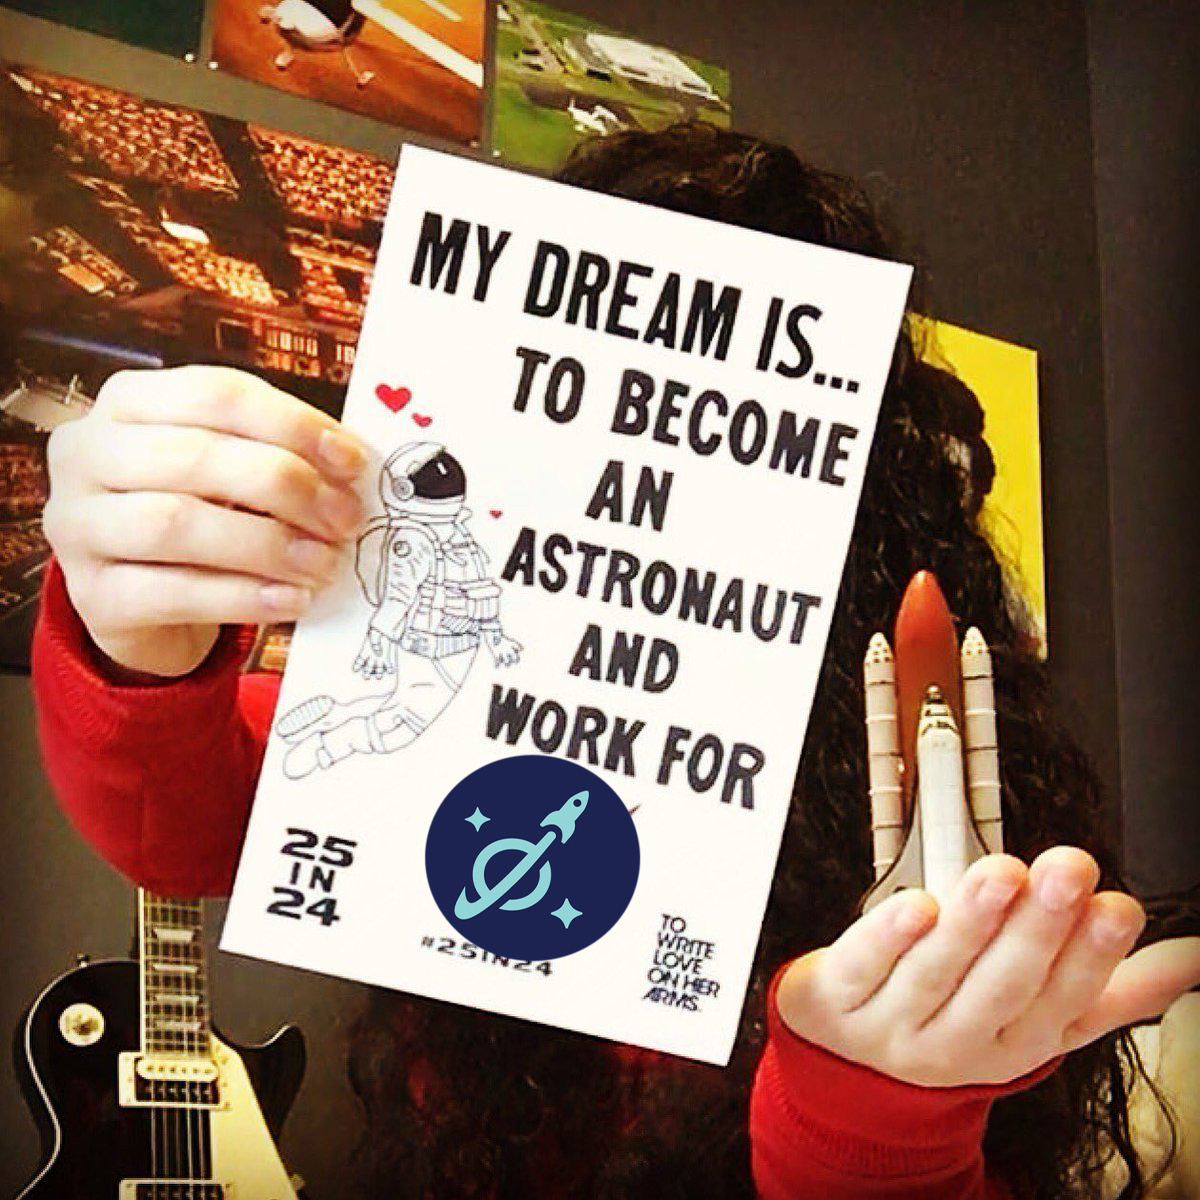 MY DREAM IS...
TO BECOME
AN
ASTRONAUT
AND
WORK FOR
25
IN
24
#25IN24
TO
WRITE
LOVE
ON HER
ARMS.